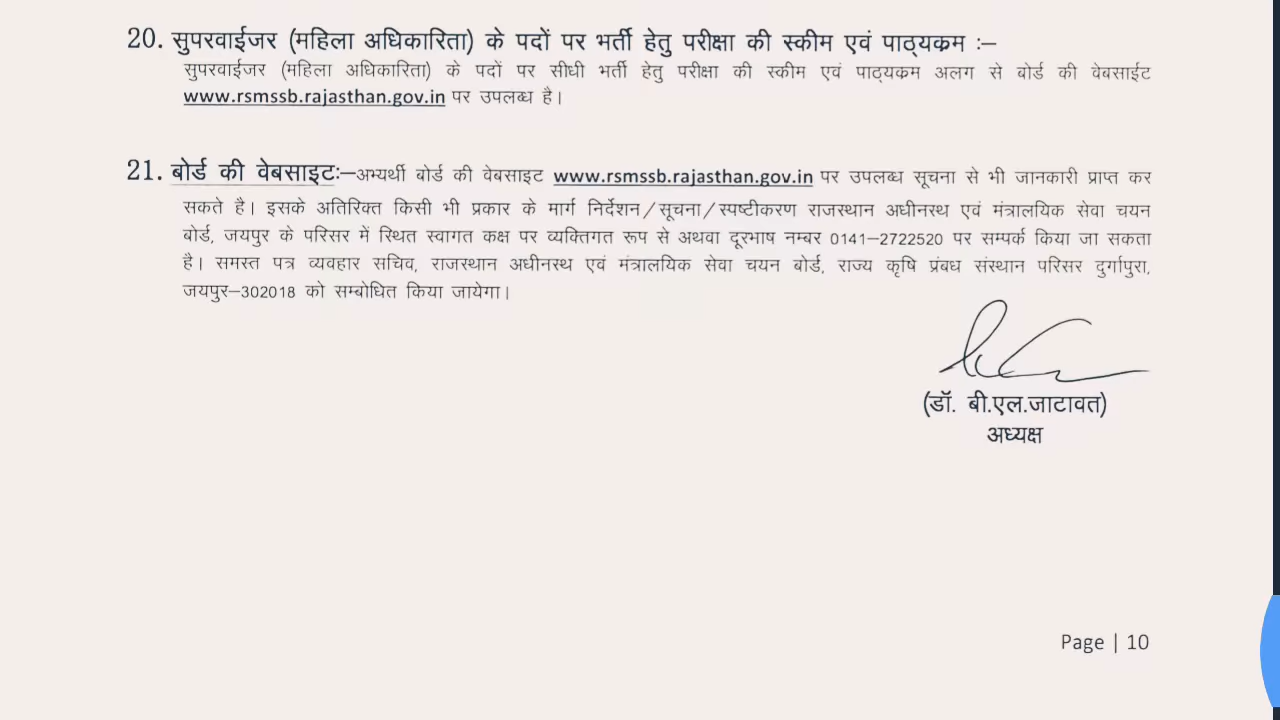 20. सुपरवाईजर (महिला अधिकारिता) के पदों पर भर्ती हेतु परीक्षा की स्कीम एवं पाठ्यक्रम :–
सुपरवाईजर (महिला अधिकारिता) के पदों पर सीधी भर्ती हेतु परीक्षा की स्कीम एवं पाठ्यक्रम अलग से बोर्ड की वेबसाईट
www.rsmssb.rajasthan.gov.in पर उपलब्ध है।
21. बोर्ड की वेबसाइट:–अभ्यर्थी बोर्ड की वेबसाइट www.rsmssb.rajasthan.gov.in पर उपलब्ध सूचना से भी जानकारी प्राप्त कर
सकते है। इसके अतिरिक्त किसी भी प्रकार के मार्ग निर्देशन/सूचना/स्पष्टीकरण राजस्थान अधीनस्थ एवं मंत्रालयिक सेवा चयन
बोर्ड, जयपुर के परिसर में स्थित स्वागत कक्ष पर व्यक्तिगत रूप से अथवा दूरभाष नम्बर 0141–2722520 पर सम्पर्क किया जा सकता
है। समस्त पत्र व्यवहार सचिव, राजस्थान अधीनस्थ एवं मंत्रालयिक सेवा चयन बोर्ड, राज्य कृषि प्रंबध संस्थान परिसर दुर्गापुरा,
जयपुर–302018 को सम्बोधित किया जायेगा।
(डॉ. बी.एल.जाटावत)
अध्यक्ष
Page | 10